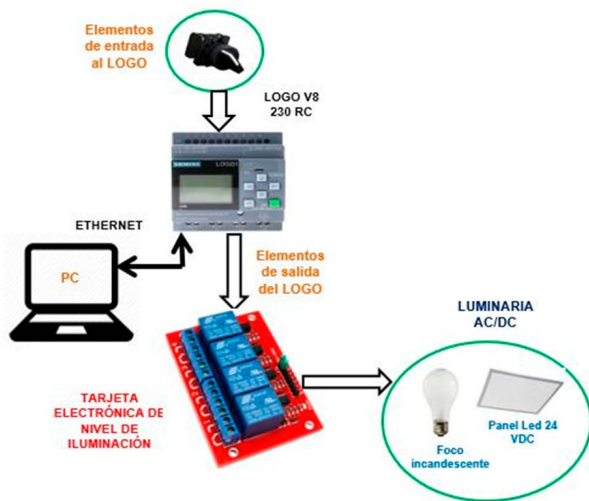 Elementos
de entrada
al LOGO
LOGO V8
230 RC
SIEMENS
LOGO!
ETHERNET
PC
Elementos
de salida
del LOGO
LUMINARIA
AC/DC
TARJETA
ELECTRÓNICA DE
NIVEL DE
ILUMINACIÓN
Foco
incandescente
Panel Led 24
VDC